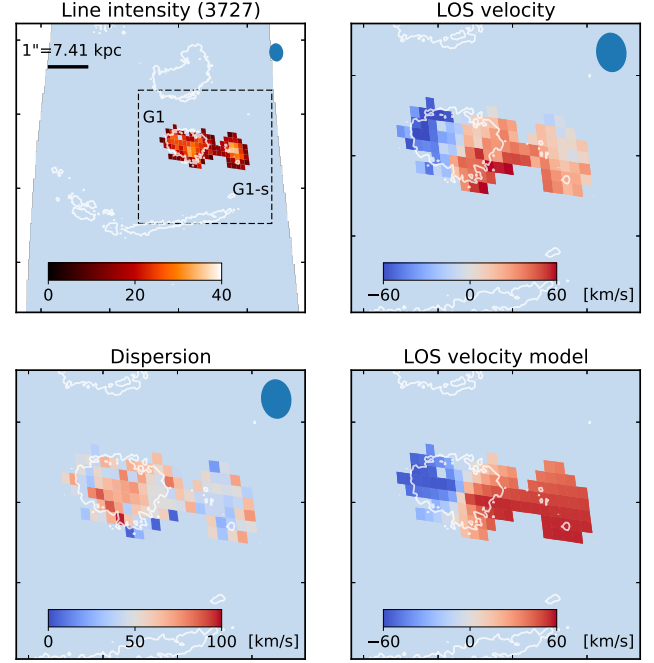 Line intensity (3727)
1"=7.41 kpc
G1
G1-s
0 20 40
LOS velocity
−60 0 60
[km/s]
Dispersion
0 50 100
[km/s]
LOS velocity model
−60 0 60
[km/s]